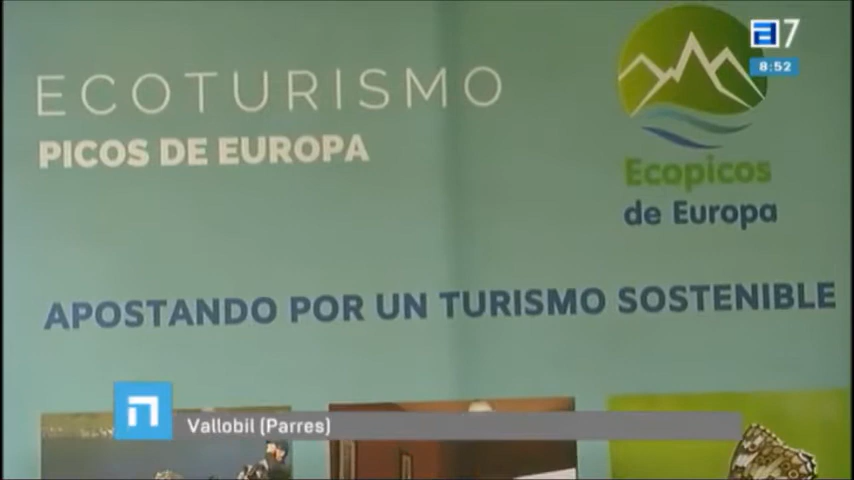 a7
8:52
ECOTURISMO
PICOS DE EUROPA
Ecopicos
de Europa
APOSTANDO POR UN TURISMO SOSTENIBLE
Vallobil (Parres)